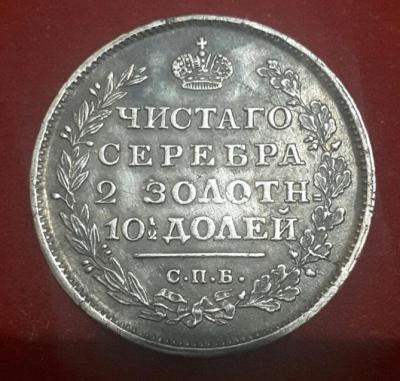 ЧИСТАГО
СЕРЕБРА
2 ЗОЛОТН.
10½ ДОЛЕЙ
С.П.Б.